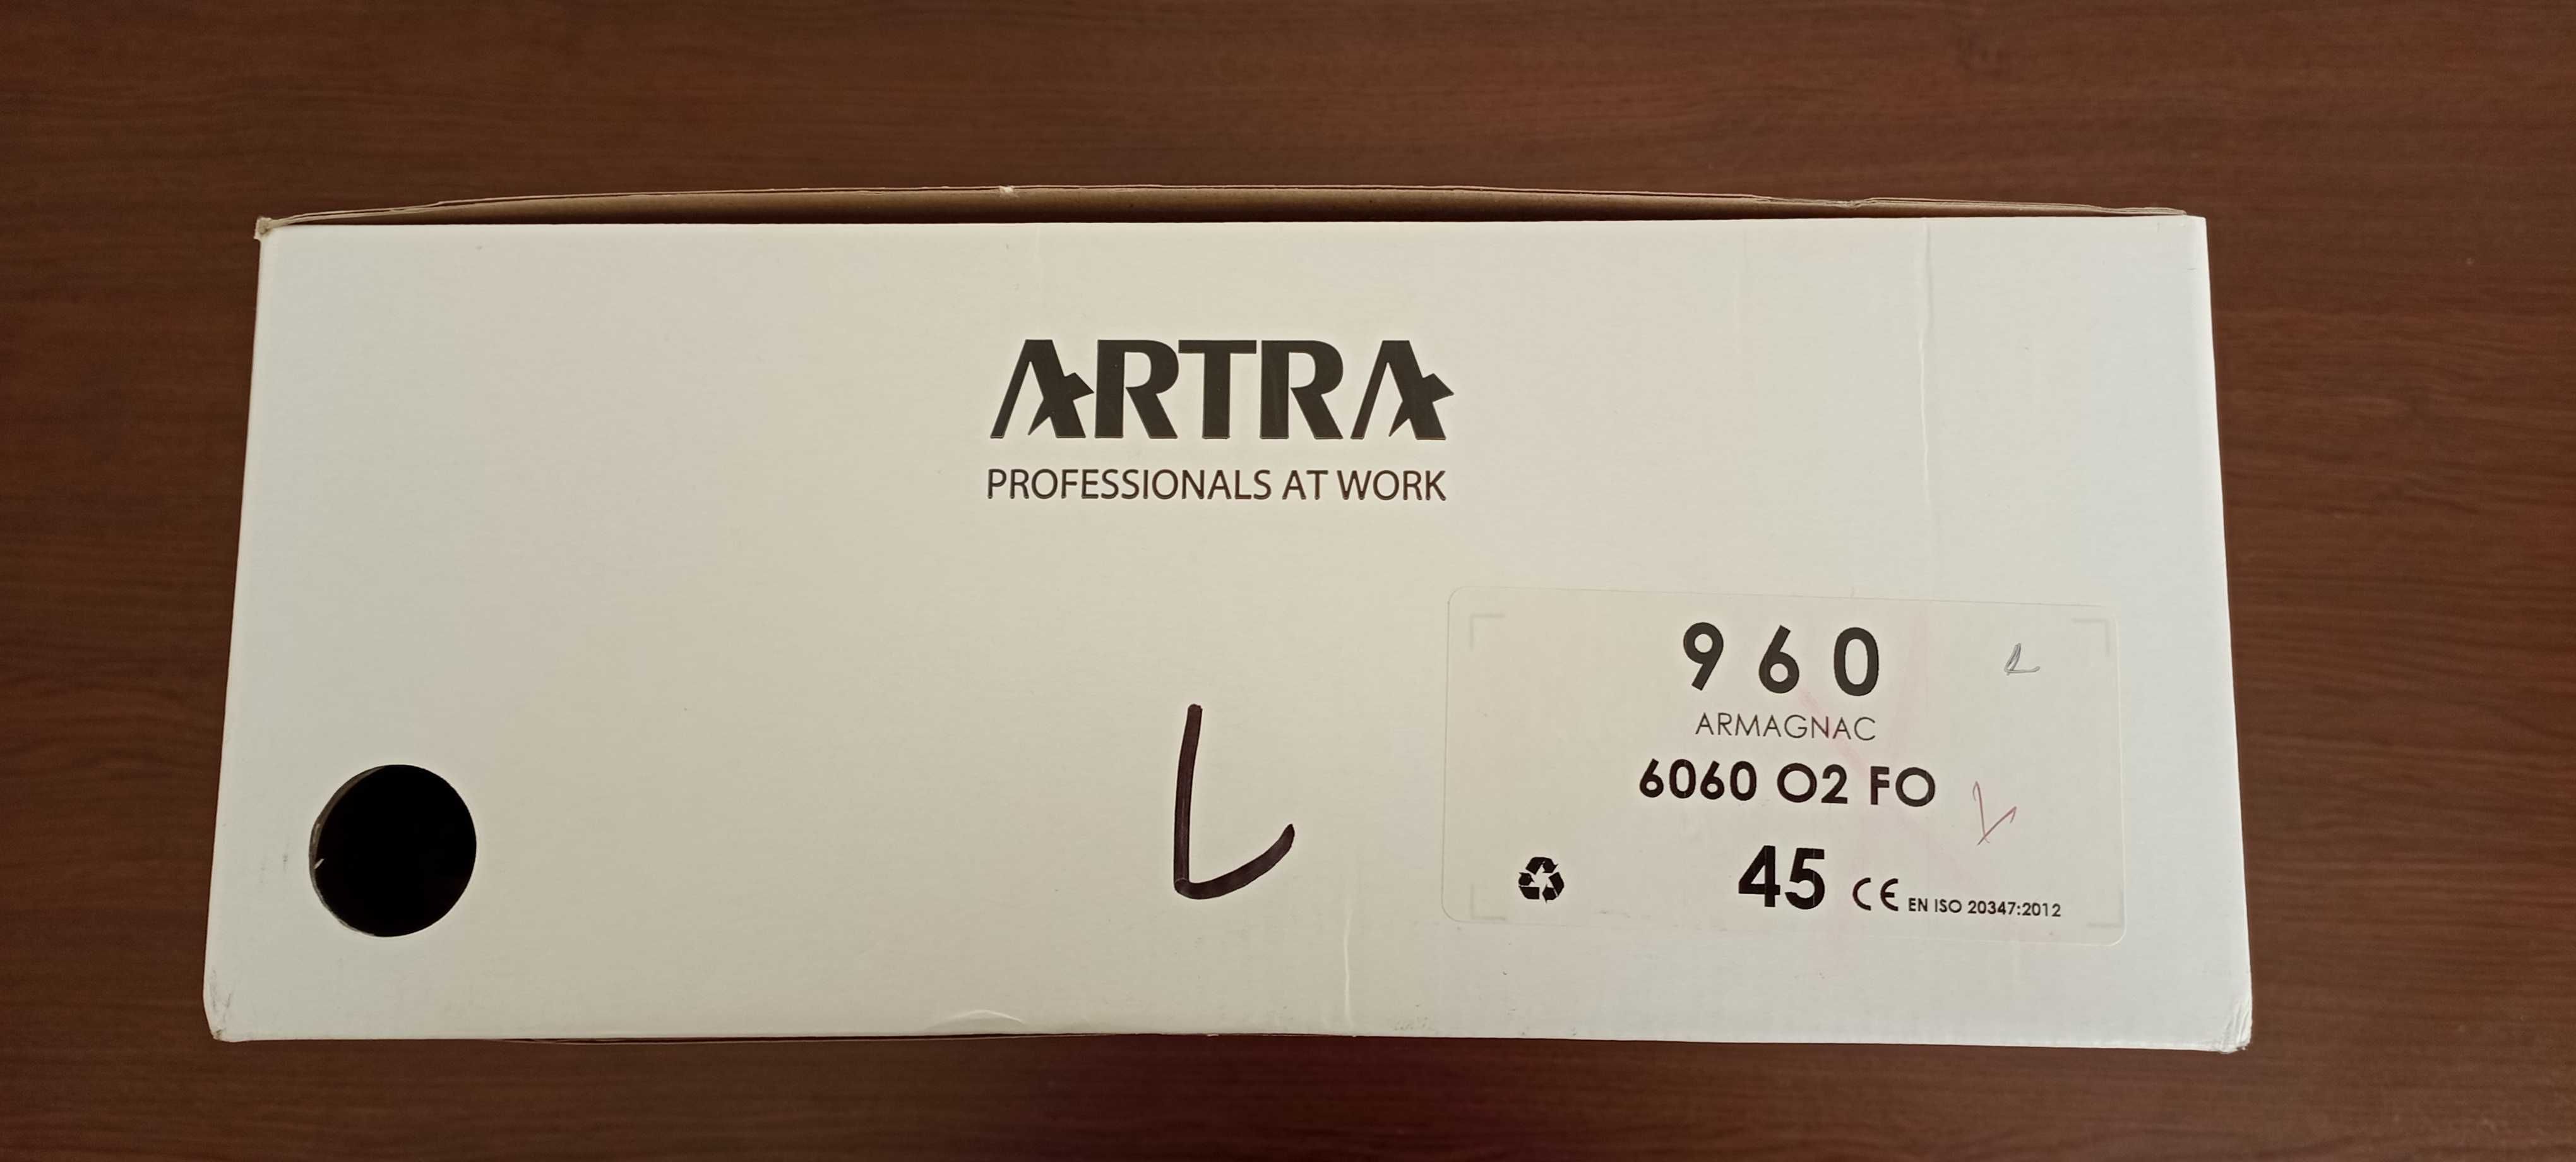 ARTRA
PROFESSIONALS AT WORK
960
ARMAGNAC
6060 O2 FO
L
45 CE EN ISO 20347:2012